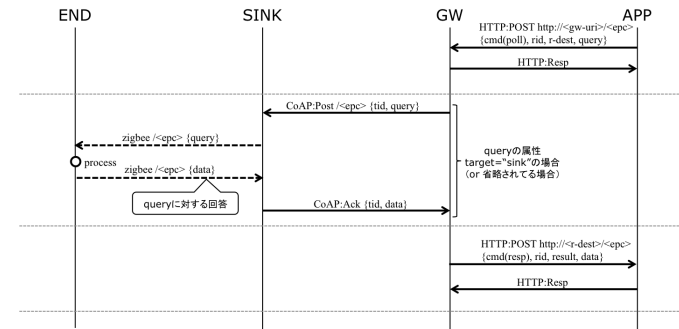 END
SINK
GW
APP
HTTP:POST http://<gw-uri>/<epc>
{cmd(poll), rid, r-dest, query}
HTTP:Resp
CoAP:Post /<epc> {tid, query}
zigbee /<epc> {query}
process
zigbee /<epc> {data}
queryに対する回答
CoAP:Ack {tid, data}
queryの属性
target="sink"の場合
(or 省略されてる場合)
HTTP:POST http://<r-dest>/<epc>
{cmd(resp), rid, result, data}
HTTP:Resp